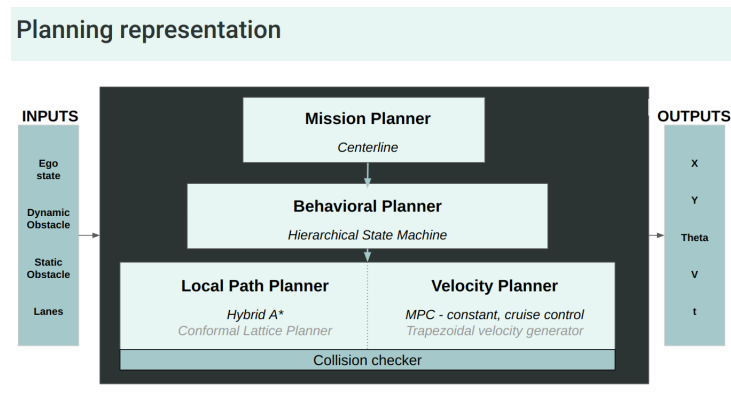 Planning representation
INPUTS
Ego
state
Dynamic
Obstacle
Static
Obstacle
Lanes
Mission Planner
Centerline
Behavioral Planner
Hierarchical State Machine
Local Path Planner
Hybrid A*
Conformal Lattice Planner
Velocity Planner
MPC - constant, cruise control
Trapezoidal velocity generator
Collision checker
OUTPUTS
X
Y
Theta
V
t